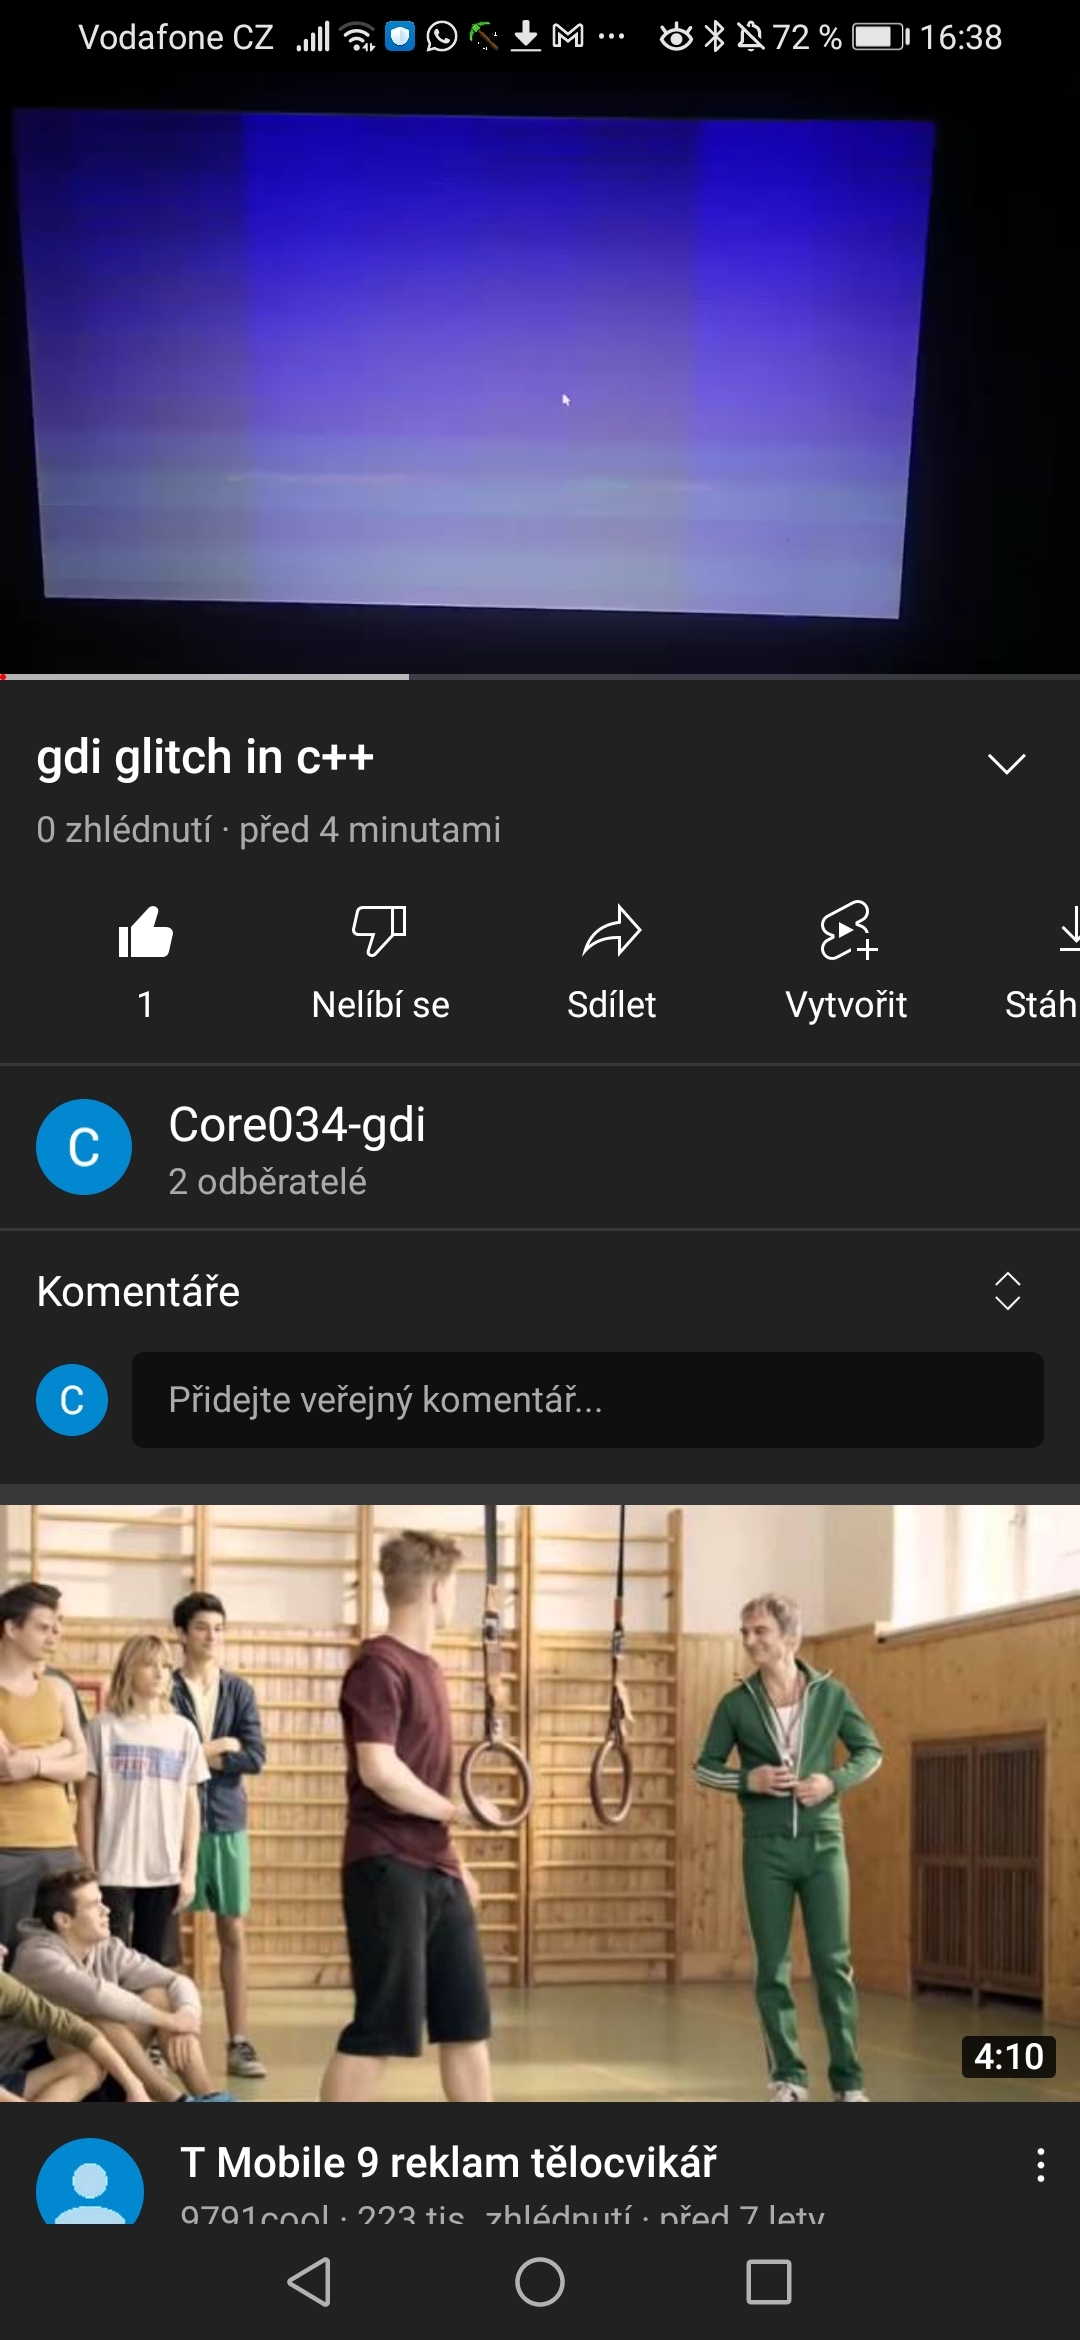 Vodafone CZ 72 % 16:38
gdi glitch in c++
0 zhlédnutí · před 4 minutami
1 Nelíbí se Sdílet Vytvořit Stáh
C Core034-gdi
2 odběratelé
Komentáře
C Přidejte veřejný komentář...
4:10
T Mobile 9 reklam tělocvikář
9791cool · 223 tis. zhlédnutí · před 7 lety